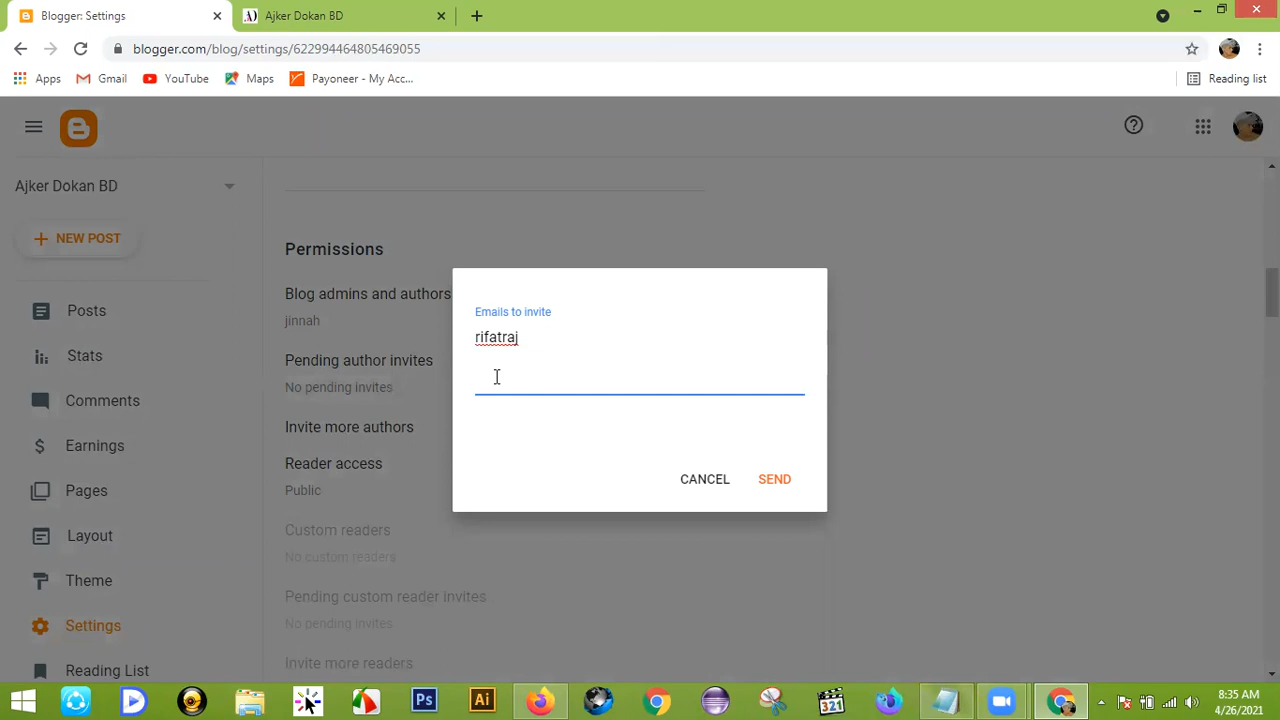 Blogger: Settings
Ajker Dokan BD
blogger.com/blog/settings/622994464805469055
Apps
Gmail
YouTube
Maps
Payoneer - My Acc...
Reading list
Ajker Dokan BD
NEW POST
Posts
Stats
Comments
Earnings
Pages
Layout
Theme
Settings
Reading List
Permissions
Blog admins and authors
jinnah
Pending author invites
No pending invites
Invite more authors
Reader access
Public
Custom readers
No custom readers
Pending custom reader invites
No pending invites
Invite more readers
Emails to invite
rifatraj
CANCEL
SEND
Ps
Ai
321
8:35 AM
4/26/2021